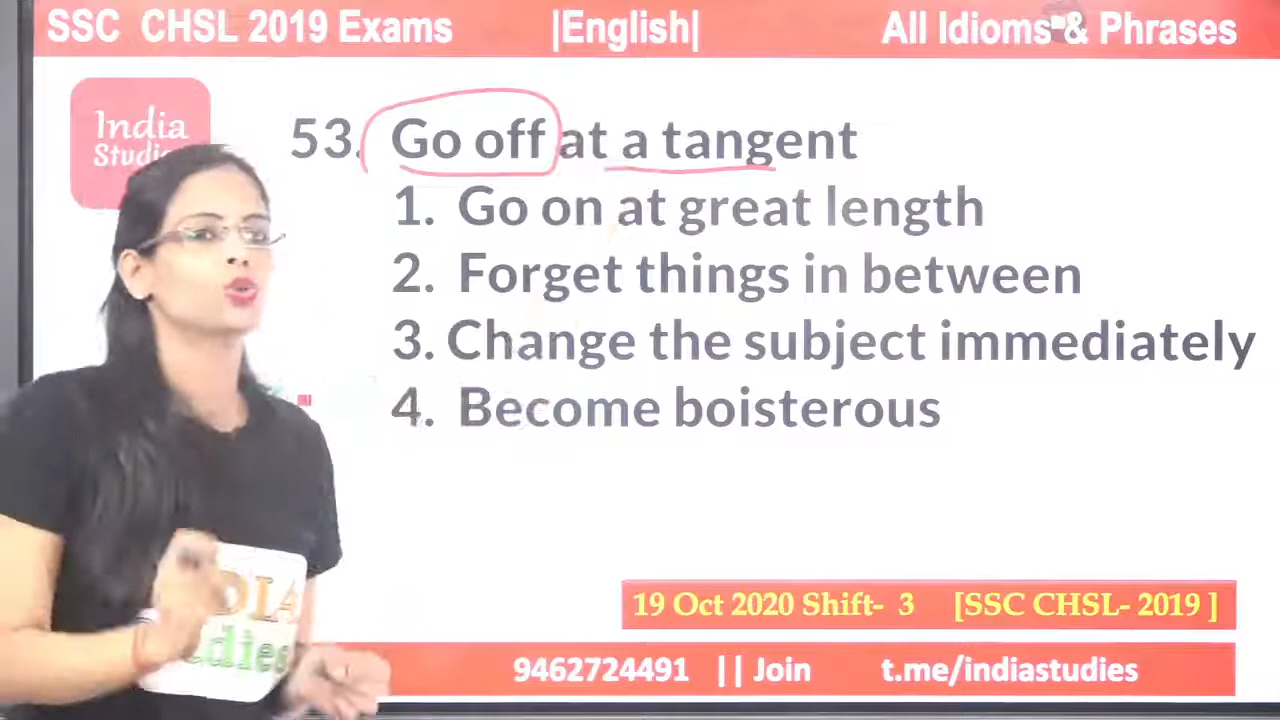 SSC CHSL 2019 Exams |English| All Idioms & Phrases
India
53. Go off at a tangent
1. Go on at great length
2. Forget things in between
3. Change the subject immediately
4. Become boisterous
19 Oct 2020 Shift- 3 [SSC CHSL- 2019 ]
9462724491 || Join t.me/indiastudies